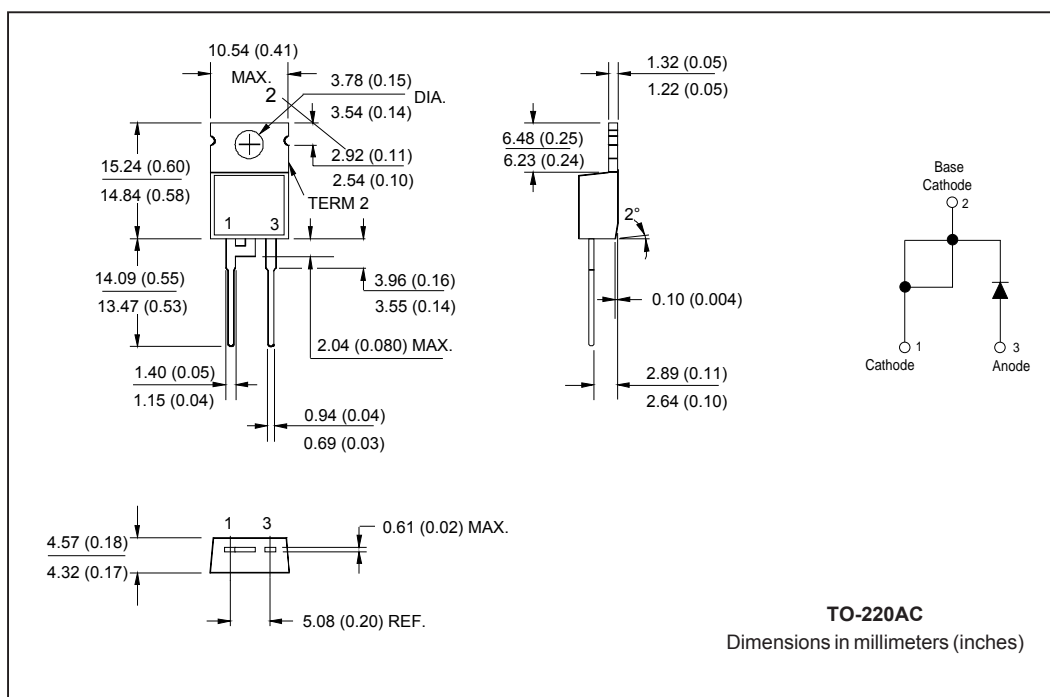 10.54 (0.41)
MAX.
2
3.78 (0.15)
3.54 (0.14)
DIA.
1.32 (0.05)
1.22 (0.05)
15.24 (0.60)
14.84 (0.58)
2.92 (0.11)
2.54 (0.10)
TERM 2
1
3
6.48 (0.25)
6.23 (0.24)
2°
Base
Cathode
2
14.09 (0.55)
13.47 (0.53)
3.96 (0.16)
3.55 (0.14)
0.10 (0.004)
2.04 (0.080) MAX.
1
Cathode
3
Anode
1.40 (0.05)
1.15 (0.04)
2.89 (0.11)
2.64 (0.10)
0.94 (0.04)
0.69 (0.03)
1
3
0.61 (0.02) MAX.
4.57 (0.18)
4.32 (0.17)
5.08 (0.20) REF.
TO-220AC
Dimensions in millimeters (inches)